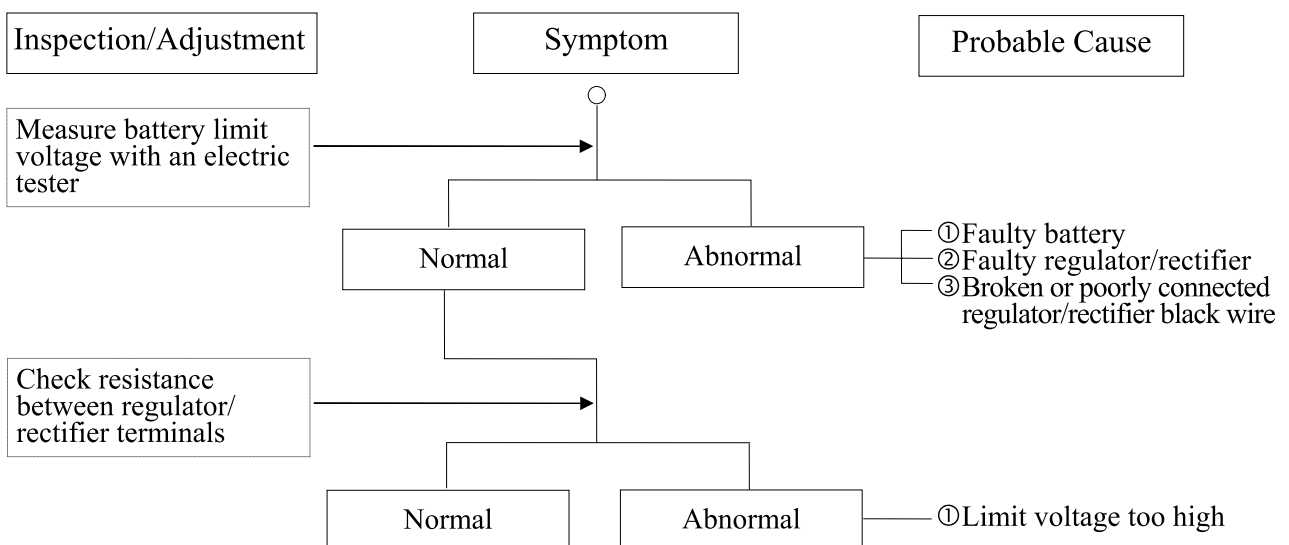 Inspection/Adjustment
Symptom
Probable Cause
Measure battery limit
voltage with an electric
tester
Normal
Abnormal
①Faulty battery
②Faulty regulator/rectifier
③Broken or poorly connected
regulator/rectifier black wire
Check resistance
between regulator/
rectifier terminals
Normal
Abnormal
①Limit voltage too high